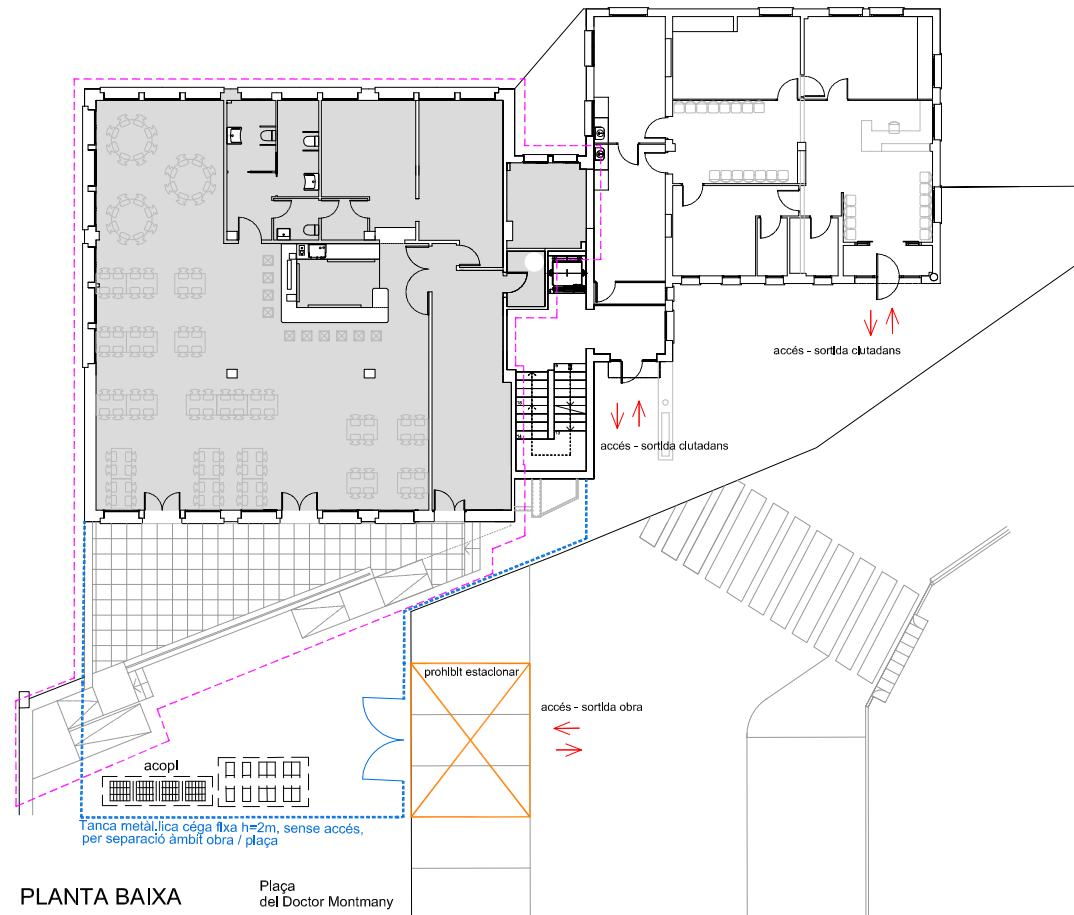 accés - sortida ciutadans
accés - sortida ciutadans
prohibit estacionar
accés - sortida obra
acopi
Tanca metàl.lica céga fixa h=2m, sense accés,
per separació àmbit obra / plaça
PLANTA BAIXA
Plaça
del Doctor Montmany